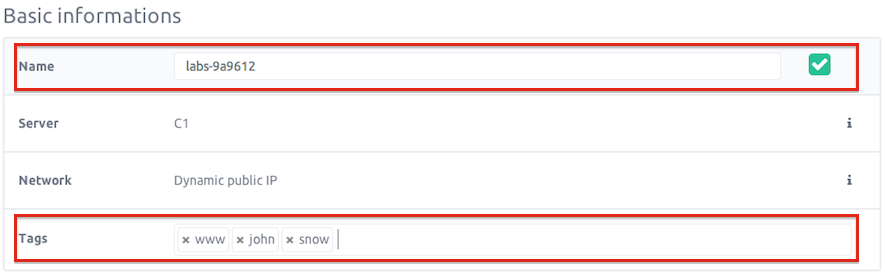 Basic informations
Name labs-9a9612
Server C1 i
Network Dynamic public IP i
Tags × www × john × snow